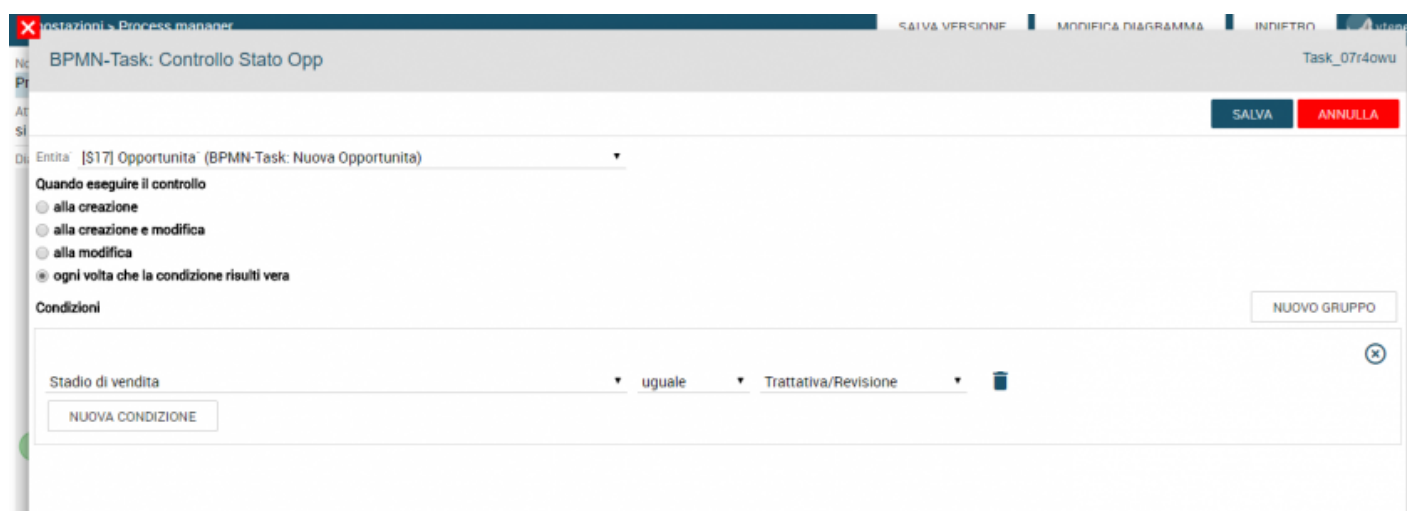 ostazioni > Process manager
SALVA VERSIONE MODIFICA DIAGRAMMA INDIETRO
BPMN-Task: Controllo Stato Opp Task_07r4owu
SALVA ANNULLA
Entita` [$17] Opportunita` (BPMN-Task: Nuova Opportunita)
Quando eseguire il controllo
alla creazione
alla creazione e modifica
alla modifica
ogni volta che la condizione risulti vera
Condizioni NUOVO GRUPPO
Stadio di vendita uguale Trattativa/Revisione
NUOVA CONDIZIONE